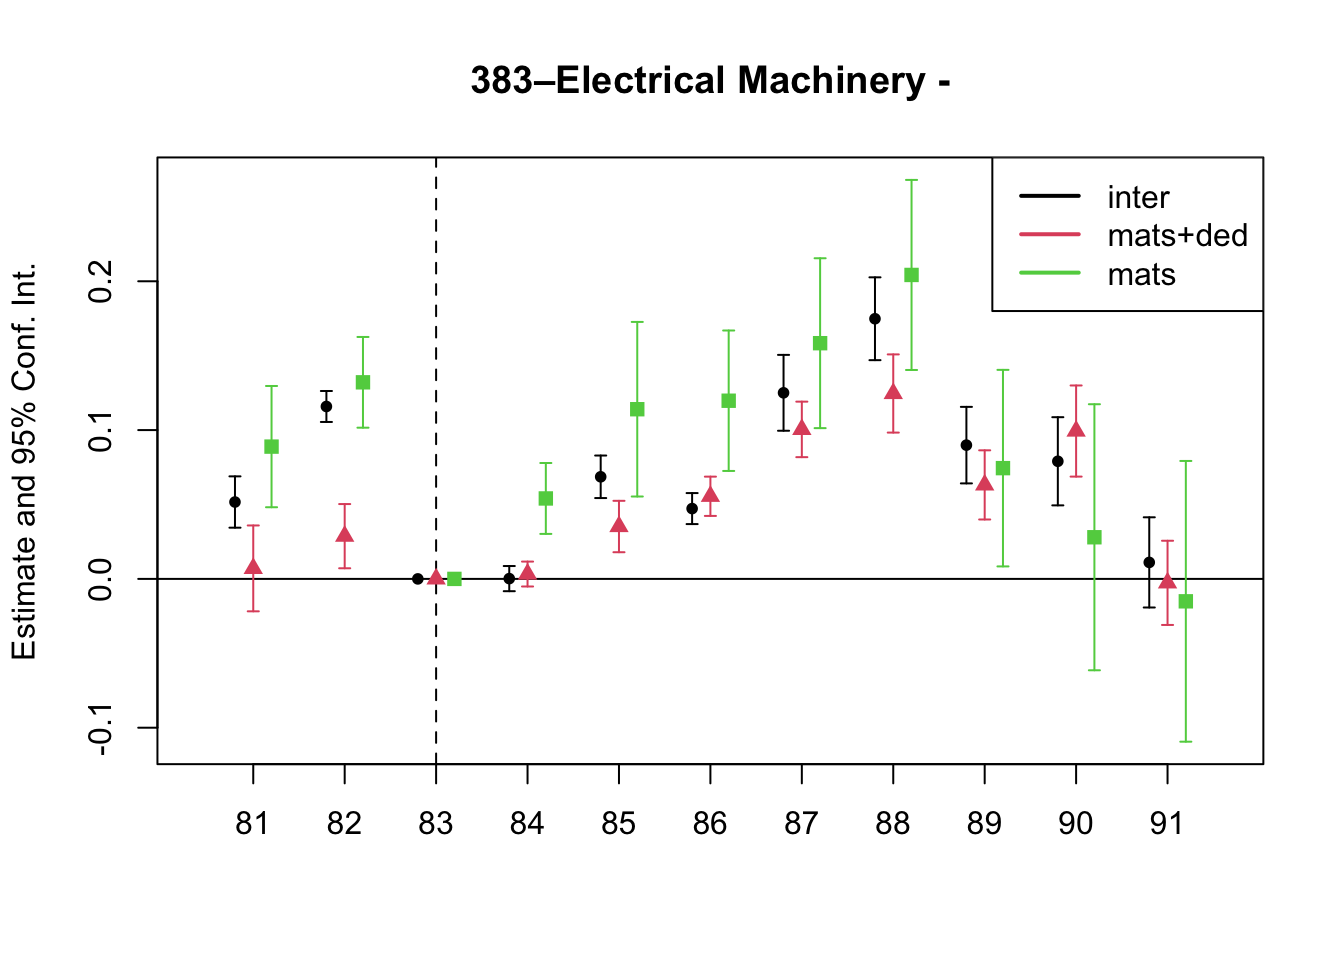 383–Electrical Machinery -
inter
mats+ded
mats
Estimate and 95% Conf. Int.
0.2
0.1
0.0
-0.1
81 82 83 84 85 86 87 88 89 90 91